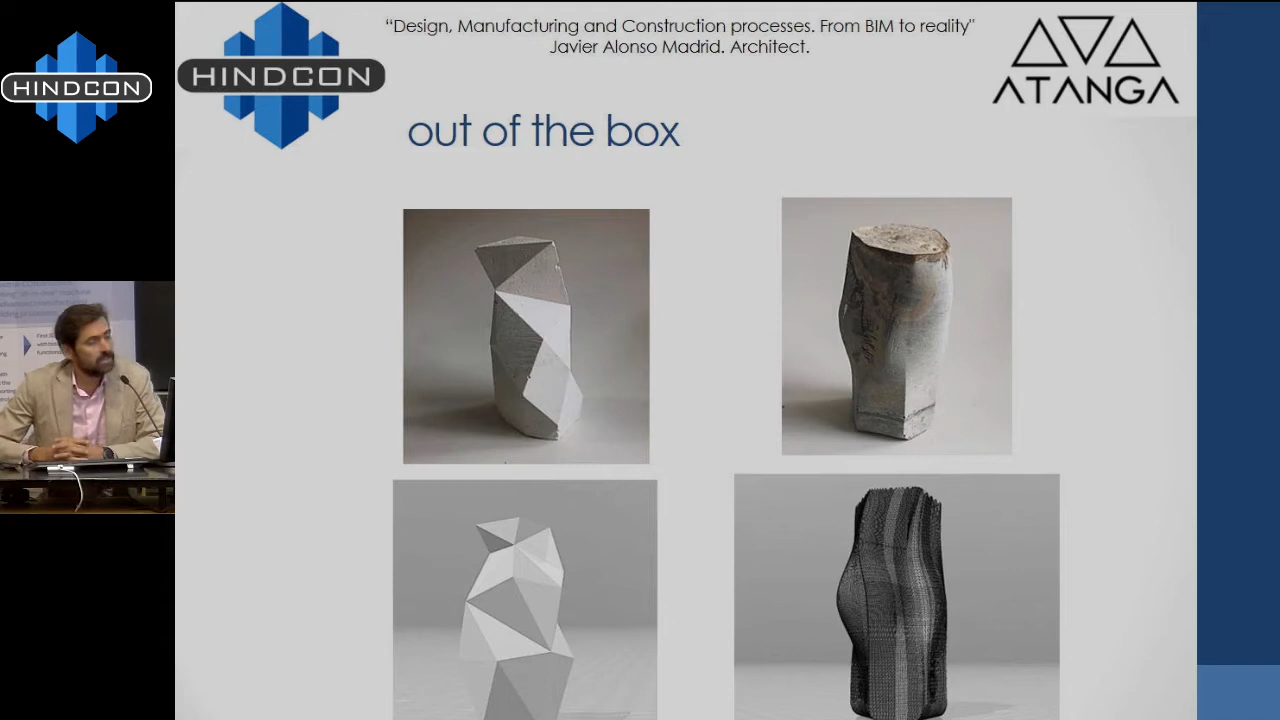 HINDCON
HINDCON
“Design, Manufacturing and Construction processes. From BIM to reality"
Javier Alonso Madrid. Architect.
ATANGA
out of the box